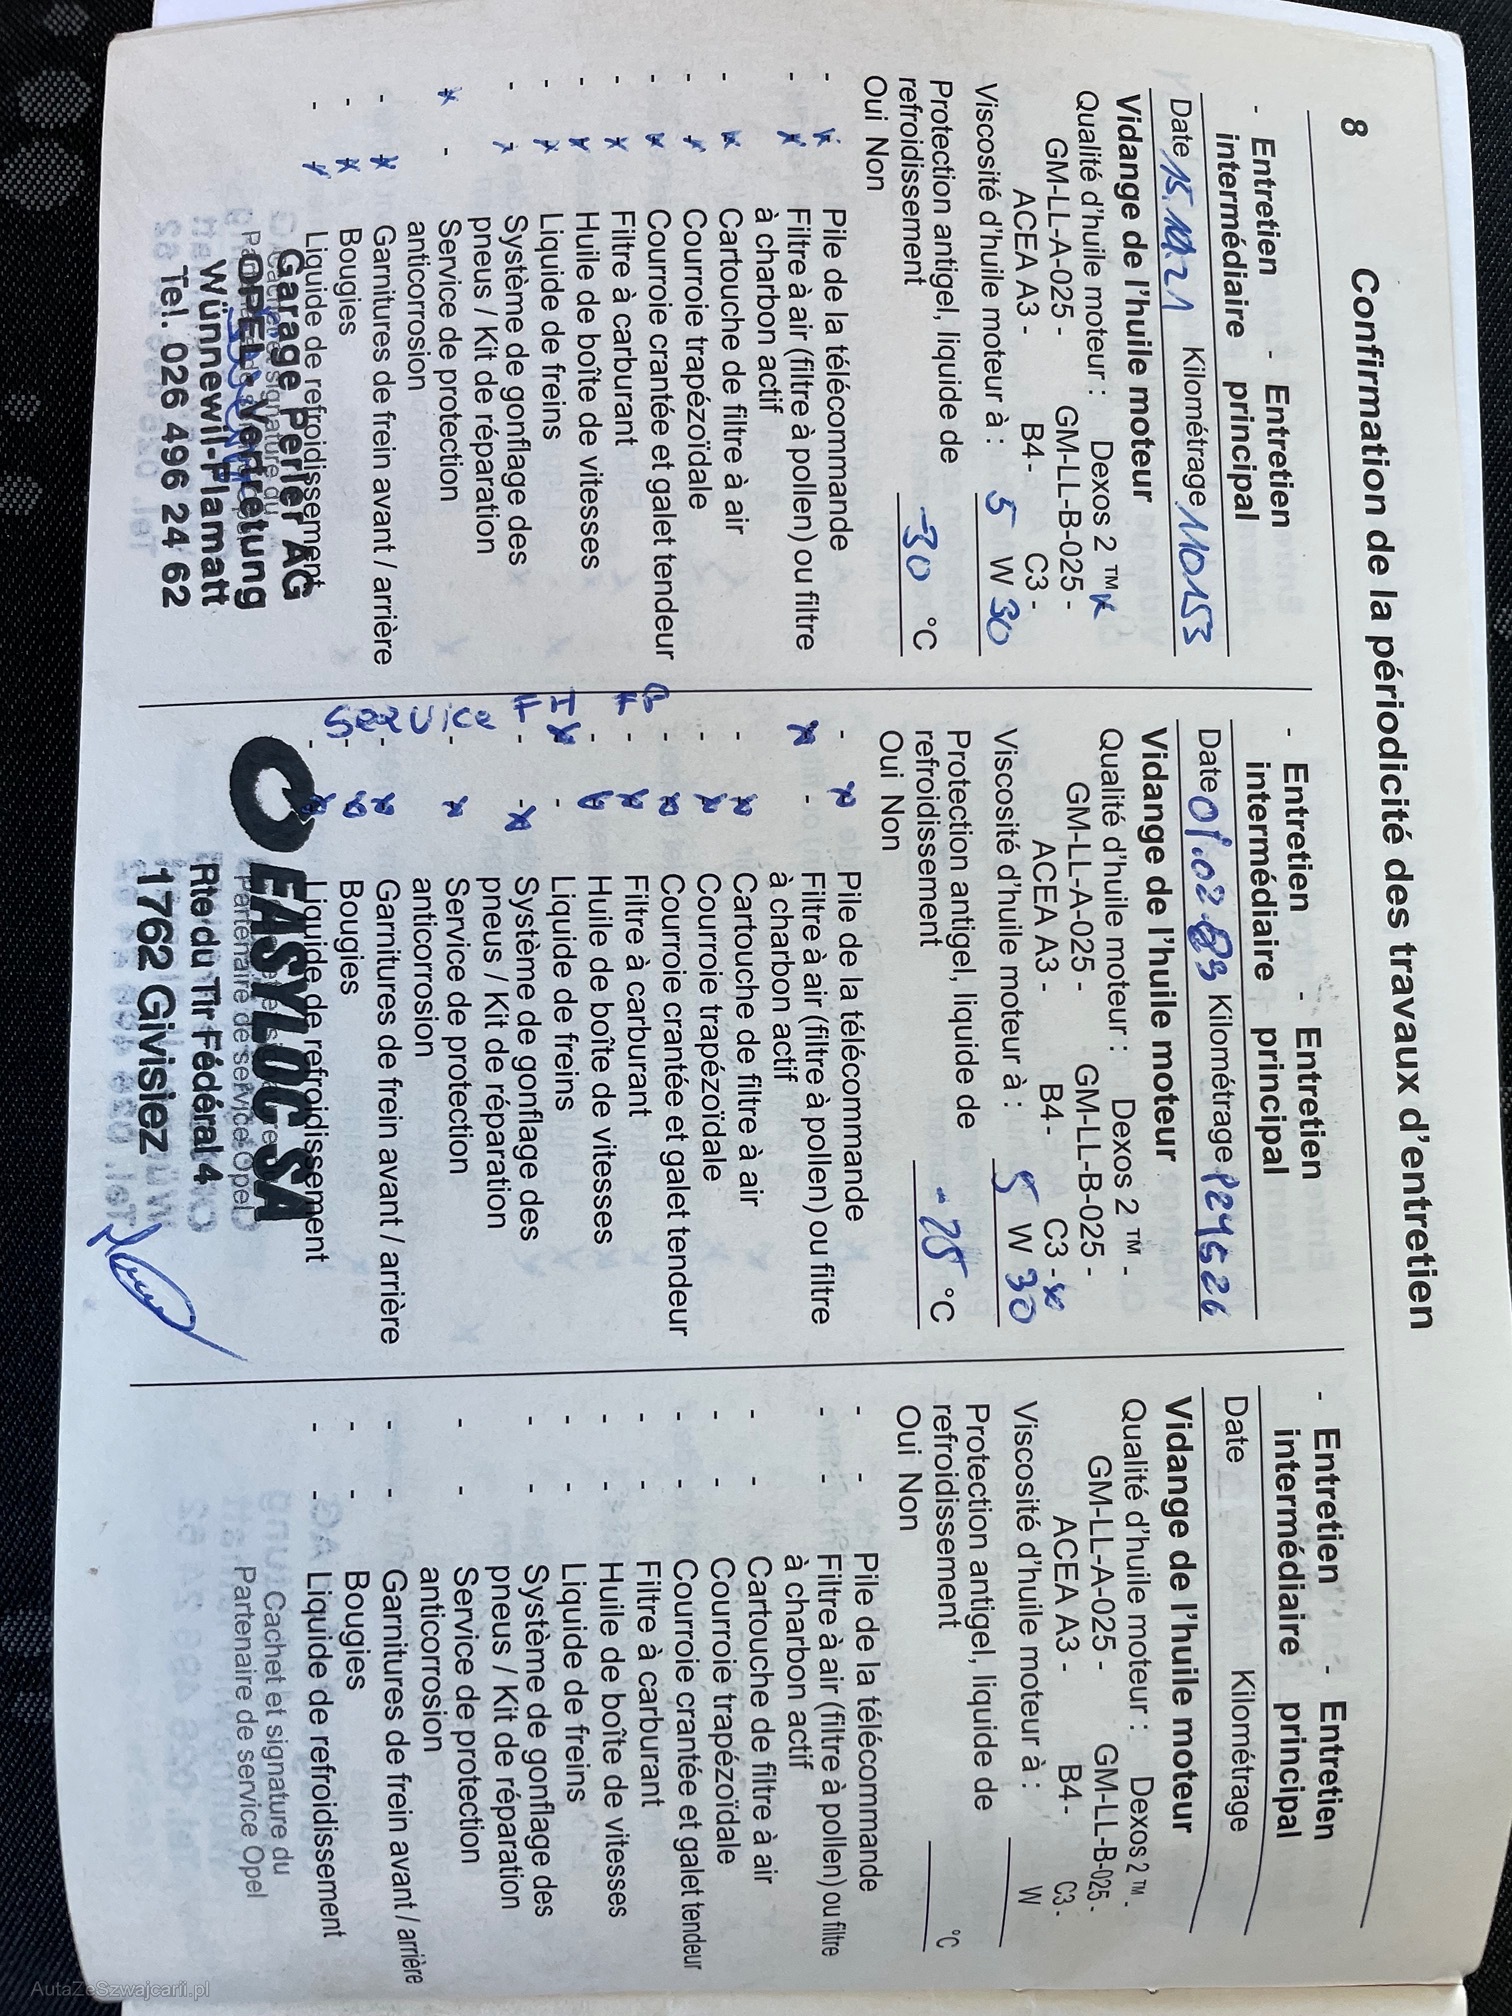 8
Confirmation de la périodicité des travaux d'entretien
- Entretien - Entretien
intermédiaire principal
Date 15.10.21 Kilométrage 110.153
Vidange de l'huile moteur
Qualité d'huile moteur : Dexos 2 ™ x
GM-LL-A-025 - GM-LL-B-025 -
ACEA A3 - B4- C3 -
Viscosité d'huile moteur à : 5 W 30
Protection antigel, liquide de
refroidissement -30 °C
Oui Non
- x Pile de la télécommande
- x Filtre à air (filtre à pollen) ou filtre
à charbon actif
- x Cartouche de filtre à air
- x Courroie trapézoïdale
- x Courroie crantée et galet tendeur
- x Filtre à carburant
- x Huile de boîte de vitesses
- x Liquide de freins
- x Système de gonflage des
pneus / Kit de réparation
x - Service de protection
anticorrosion
- x Garnitures de frein avant / arrière
- x Bougies
- x Liquide de refroidissement
Garage Perler AG
OPEL - Vertretung
Wünnewil-Flamatt
Tel. 026 496 24 62
- Entretien - Entretien
intermédiaire principal
Date 01.02. Kilométrage 124526
Vidange de l'huile moteur
Qualité d'huile moteur : Dexos 2 ™ -
GM-LL-A-025 - GM-LL-B-025 -
ACEA A3 - B4- C3 - x
Viscosité d'huile moteur à : 5 W 30
Protection antigel, liquide de
refroidissement -25 °C
Oui Non
- x Pile de la télécommande
x - Filtre à air (filtre à pollen) ou filtre
à charbon actif
- x Cartouche de filtre à air
- x Courroie trapézoïdale
- x Courroie crantée et galet tendeur
- x Filtre à carburant
- x Huile de boîte de vitesses
x - Liquide de freins
- x Système de gonflage des
pneus / Kit de réparation
- x Service de protection
anticorrosion
- x Garnitures de frein avant / arrière
- x Bougies
- x Liquide de refroidissement
Service
Partenaire de service Opel
EASYLOC SA
Rte du Tir Fédéral 4
1762 Givisiez
- Entretien - Entretien
intermédiaire principal
Date Kilométrage
Vidange de l'huile moteur
Qualité d'huile moteur : Dexos 2 ™ -
GM-LL-A-025 - GM-LL-B-025 -
ACEA A3 - B4- C3 -
Viscosité d'huile moteur à : W
Protection antigel, liquide de
refroidissement °C
Oui Non
- - Pile de la télécommande
- - Filtre à air (filtre à pollen) ou filtre
à charbon actif
- - Cartouche de filtre à air
- - Courroie trapézoïdale
- - Courroie crantée et galet tendeur
- - Filtre à carburant
- - Huile de boîte de vitesses
- - Liquide de freins
- - Système de gonflage des
pneus / Kit de réparation
- - Service de protection
anticorrosion
- - Garnitures de frein avant / arrière
- - Bougies
- - Liquide de refroidissement
Cachet et signature du
Partenaire de service Opel
AutaZeSzwajcarii.pl